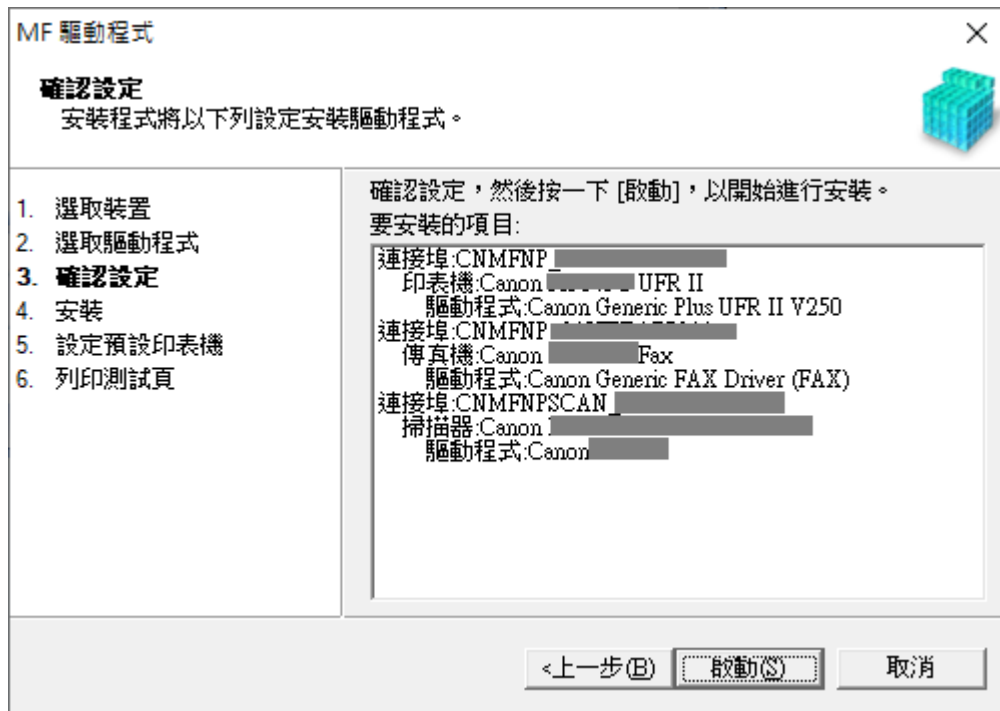 MF 驅動程式
確認設定
安裝程式將以下列設定安裝驅動程式。
1. 選取裝置
2. 選取驅動程式
3. 確認設定
4. 安裝
5. 設定預設印表機
6. 列印測試頁
確認設定，然後按一下 [啟動]，以開始進行安裝。
要安裝的項目:
連接埠:CNMFNP_
印表機:Canon UFR II
驅動程式:Canon Generic Plus UFR II V250
連接埠:CNMFNP
傳真機:Canon Fax
驅動程式:Canon Generic FAX Driver (FAX)
連接埠:CNMFNPSCAN_
掃描器:Canon
驅動程式:Canon
<上一步(B) 啟動(S) 取消